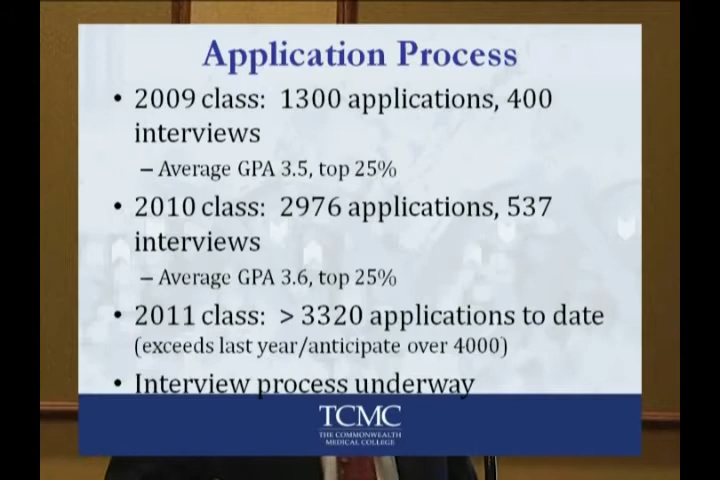 Application Process
• 2009 class: 1300 applications, 400
interviews
– Average GPA 3.5, top 25%
• 2010 class: 2976 applications, 537
interviews
– Average GPA 3.6, top 25%
• 2011 class: > 3320 applications to date
(exceeds last year/anticipate over 4000)
• Interview process underway
TCMC
THE COMMONWEALTH
MEDICAL COLLEGE